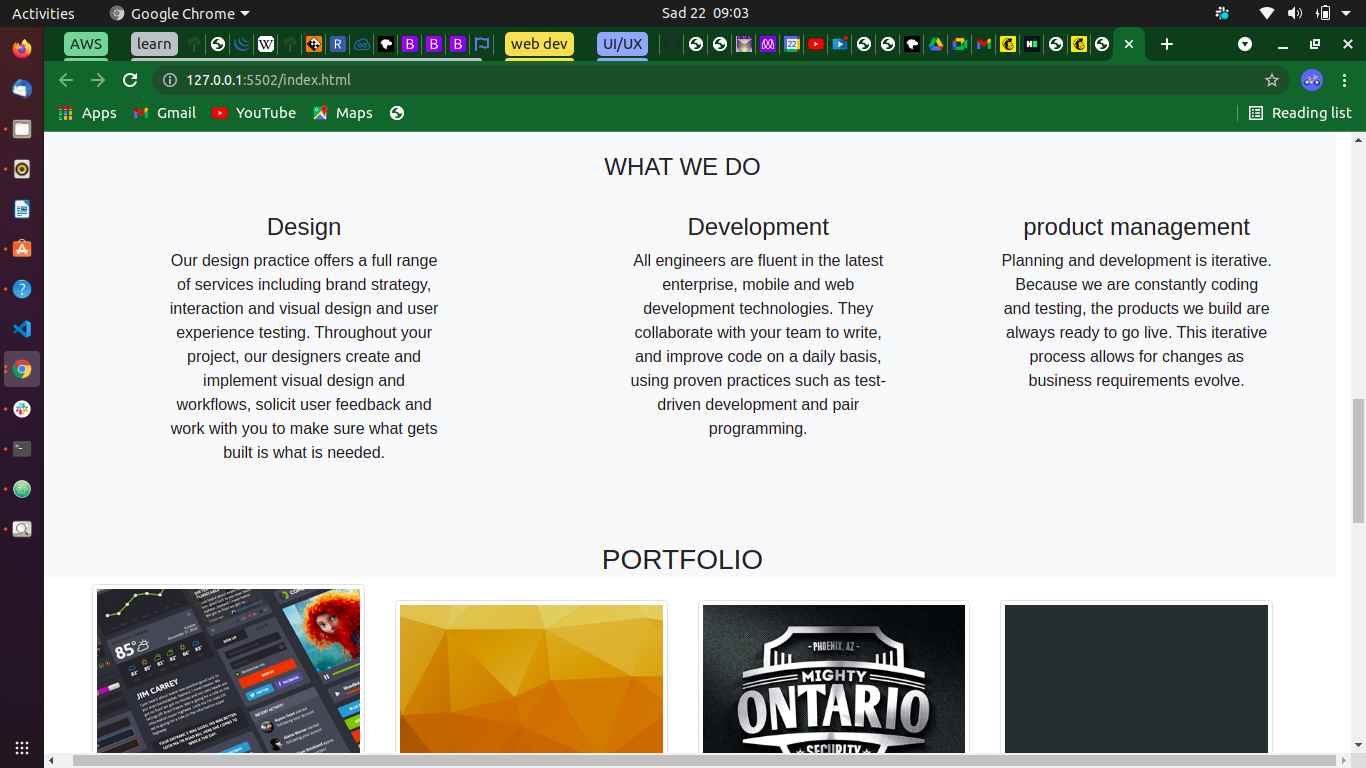 Activities
Google Chrome
Sad 22 09:03
AWS
learn
web dev
UI/UX
127.0.0.1:5502/index.html
Apps
Gmail
YouTube
Maps
Reading list
WHAT WE DO
Design
Our design practice offers a full range
of services including brand strategy,
interaction and visual design and user
experience testing. Throughout your
project, our designers create and
implement visual design and
workflows, solicit user feedback and
work with you to make sure what gets
built is what is needed.
Development
All engineers are fluent in the latest
enterprise, mobile and web
development technologies. They
collaborate with your team to write,
and improve code on a daily basis,
using proven practices such as test-
driven development and pair
programming.
product management
Planning and development is iterative.
Because we are constantly coding
and testing, the products we build are
always ready to go live. This iterative
process allows for changes as
business requirements evolve.
PORTFOLIO
85°
SIGN UP
JIM CARREY
RECENT ACTIVITY
- PHOENIX, AZ -
MIGHTY
ONTARIO
SECURITY